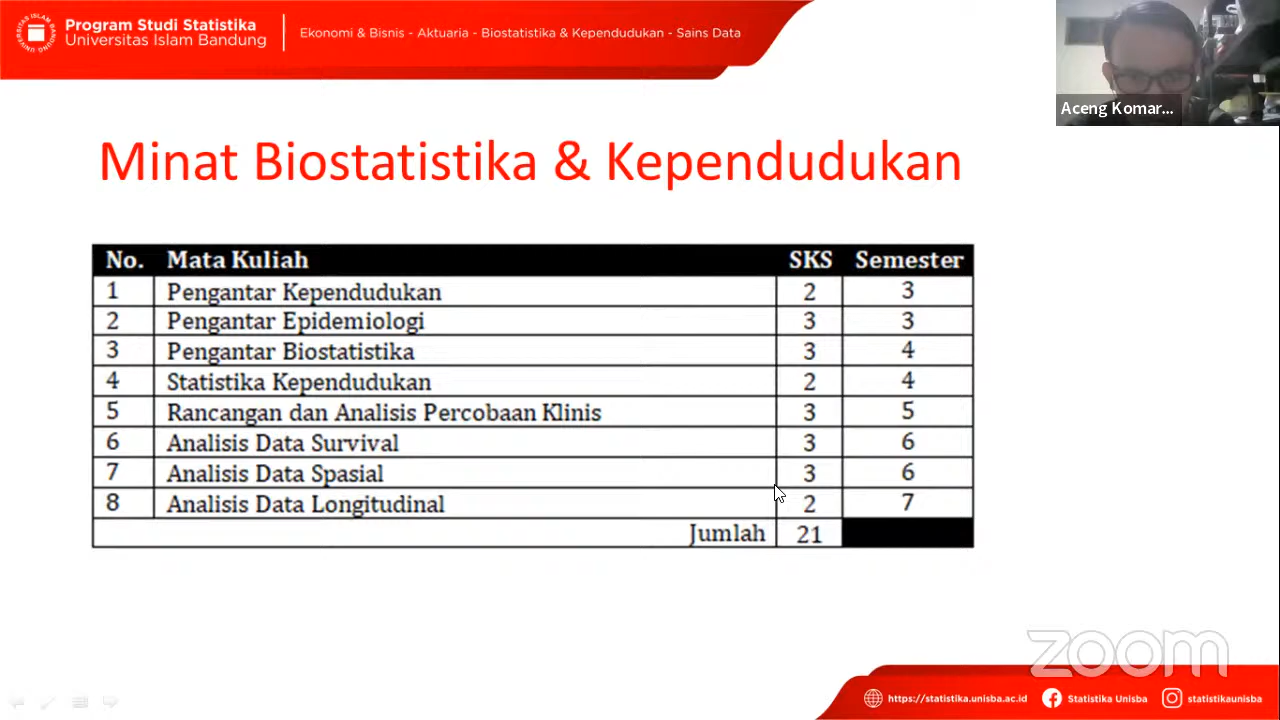 Program Studi Statistika
Universitas Islam Bandung
Ekonomi & Bisnis - Aktuaria - Biostatistika & Kependudukan - Sains Data
Aceng Komar...
Minat Biostatistika & Kependudukan
No. Mata Kuliah SKS Semester
1 Pengantar Kependudukan 2 3
2 Pengantar Epidemiologi 3 3
3 Pengantar Biostatistika 3 4
4 Statistika Kependudukan 2 4
5 Rancangan dan Analisis Percobaan Klinis 3 5
6 Analisis Data Survival 3 6
7 Analisis Data Spasial 3 6
8 Analisis Data Longitudinal 2 7
Jumlah 21
zoom
https://statistika.unisba.ac.id Statistika Unisba statistikaunisba